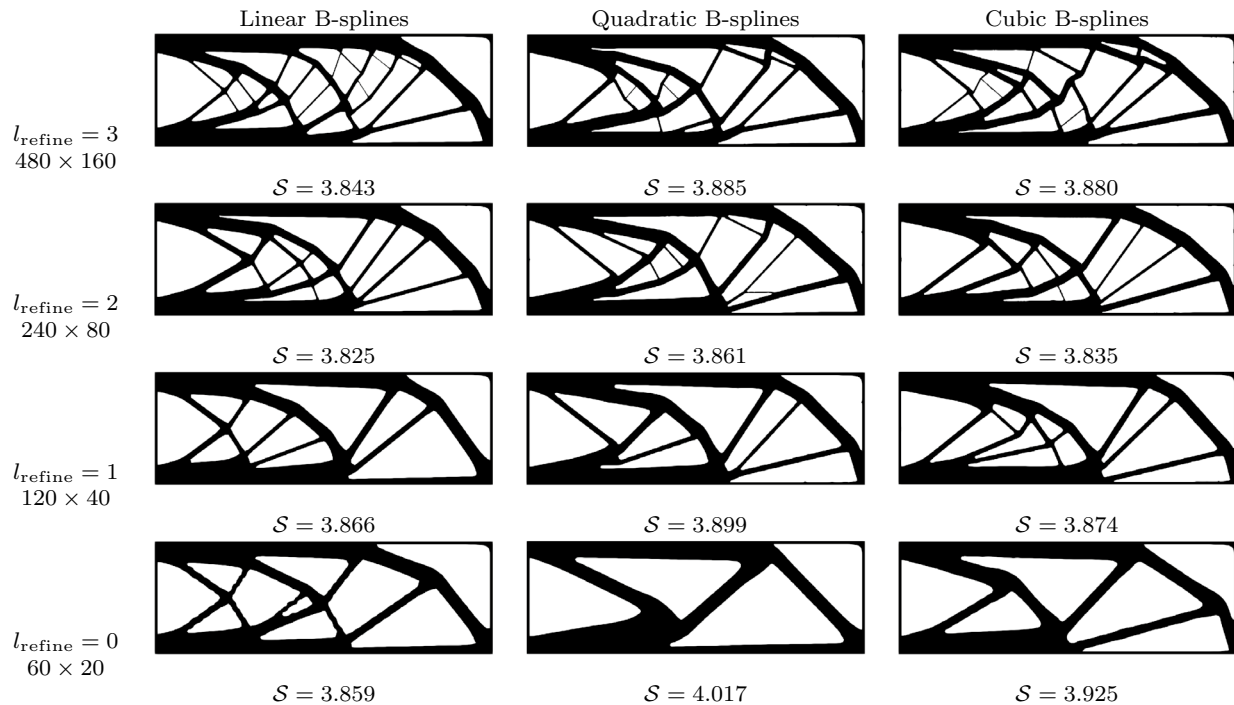 Linear B-splines Quadratic B-splines Cubic B-splines
l_refine = 3
480 × 160
𝒮 = 3.843 𝒮 = 3.885 𝒮 = 3.880
l_refine = 2
240 × 80
𝒮 = 3.825 𝒮 = 3.861 𝒮 = 3.835
l_refine = 1
120 × 40
𝒮 = 3.866 𝒮 = 3.899 𝒮 = 3.874
l_refine = 0
60 × 20
𝒮 = 3.859 𝒮 = 4.017 𝒮 = 3.925